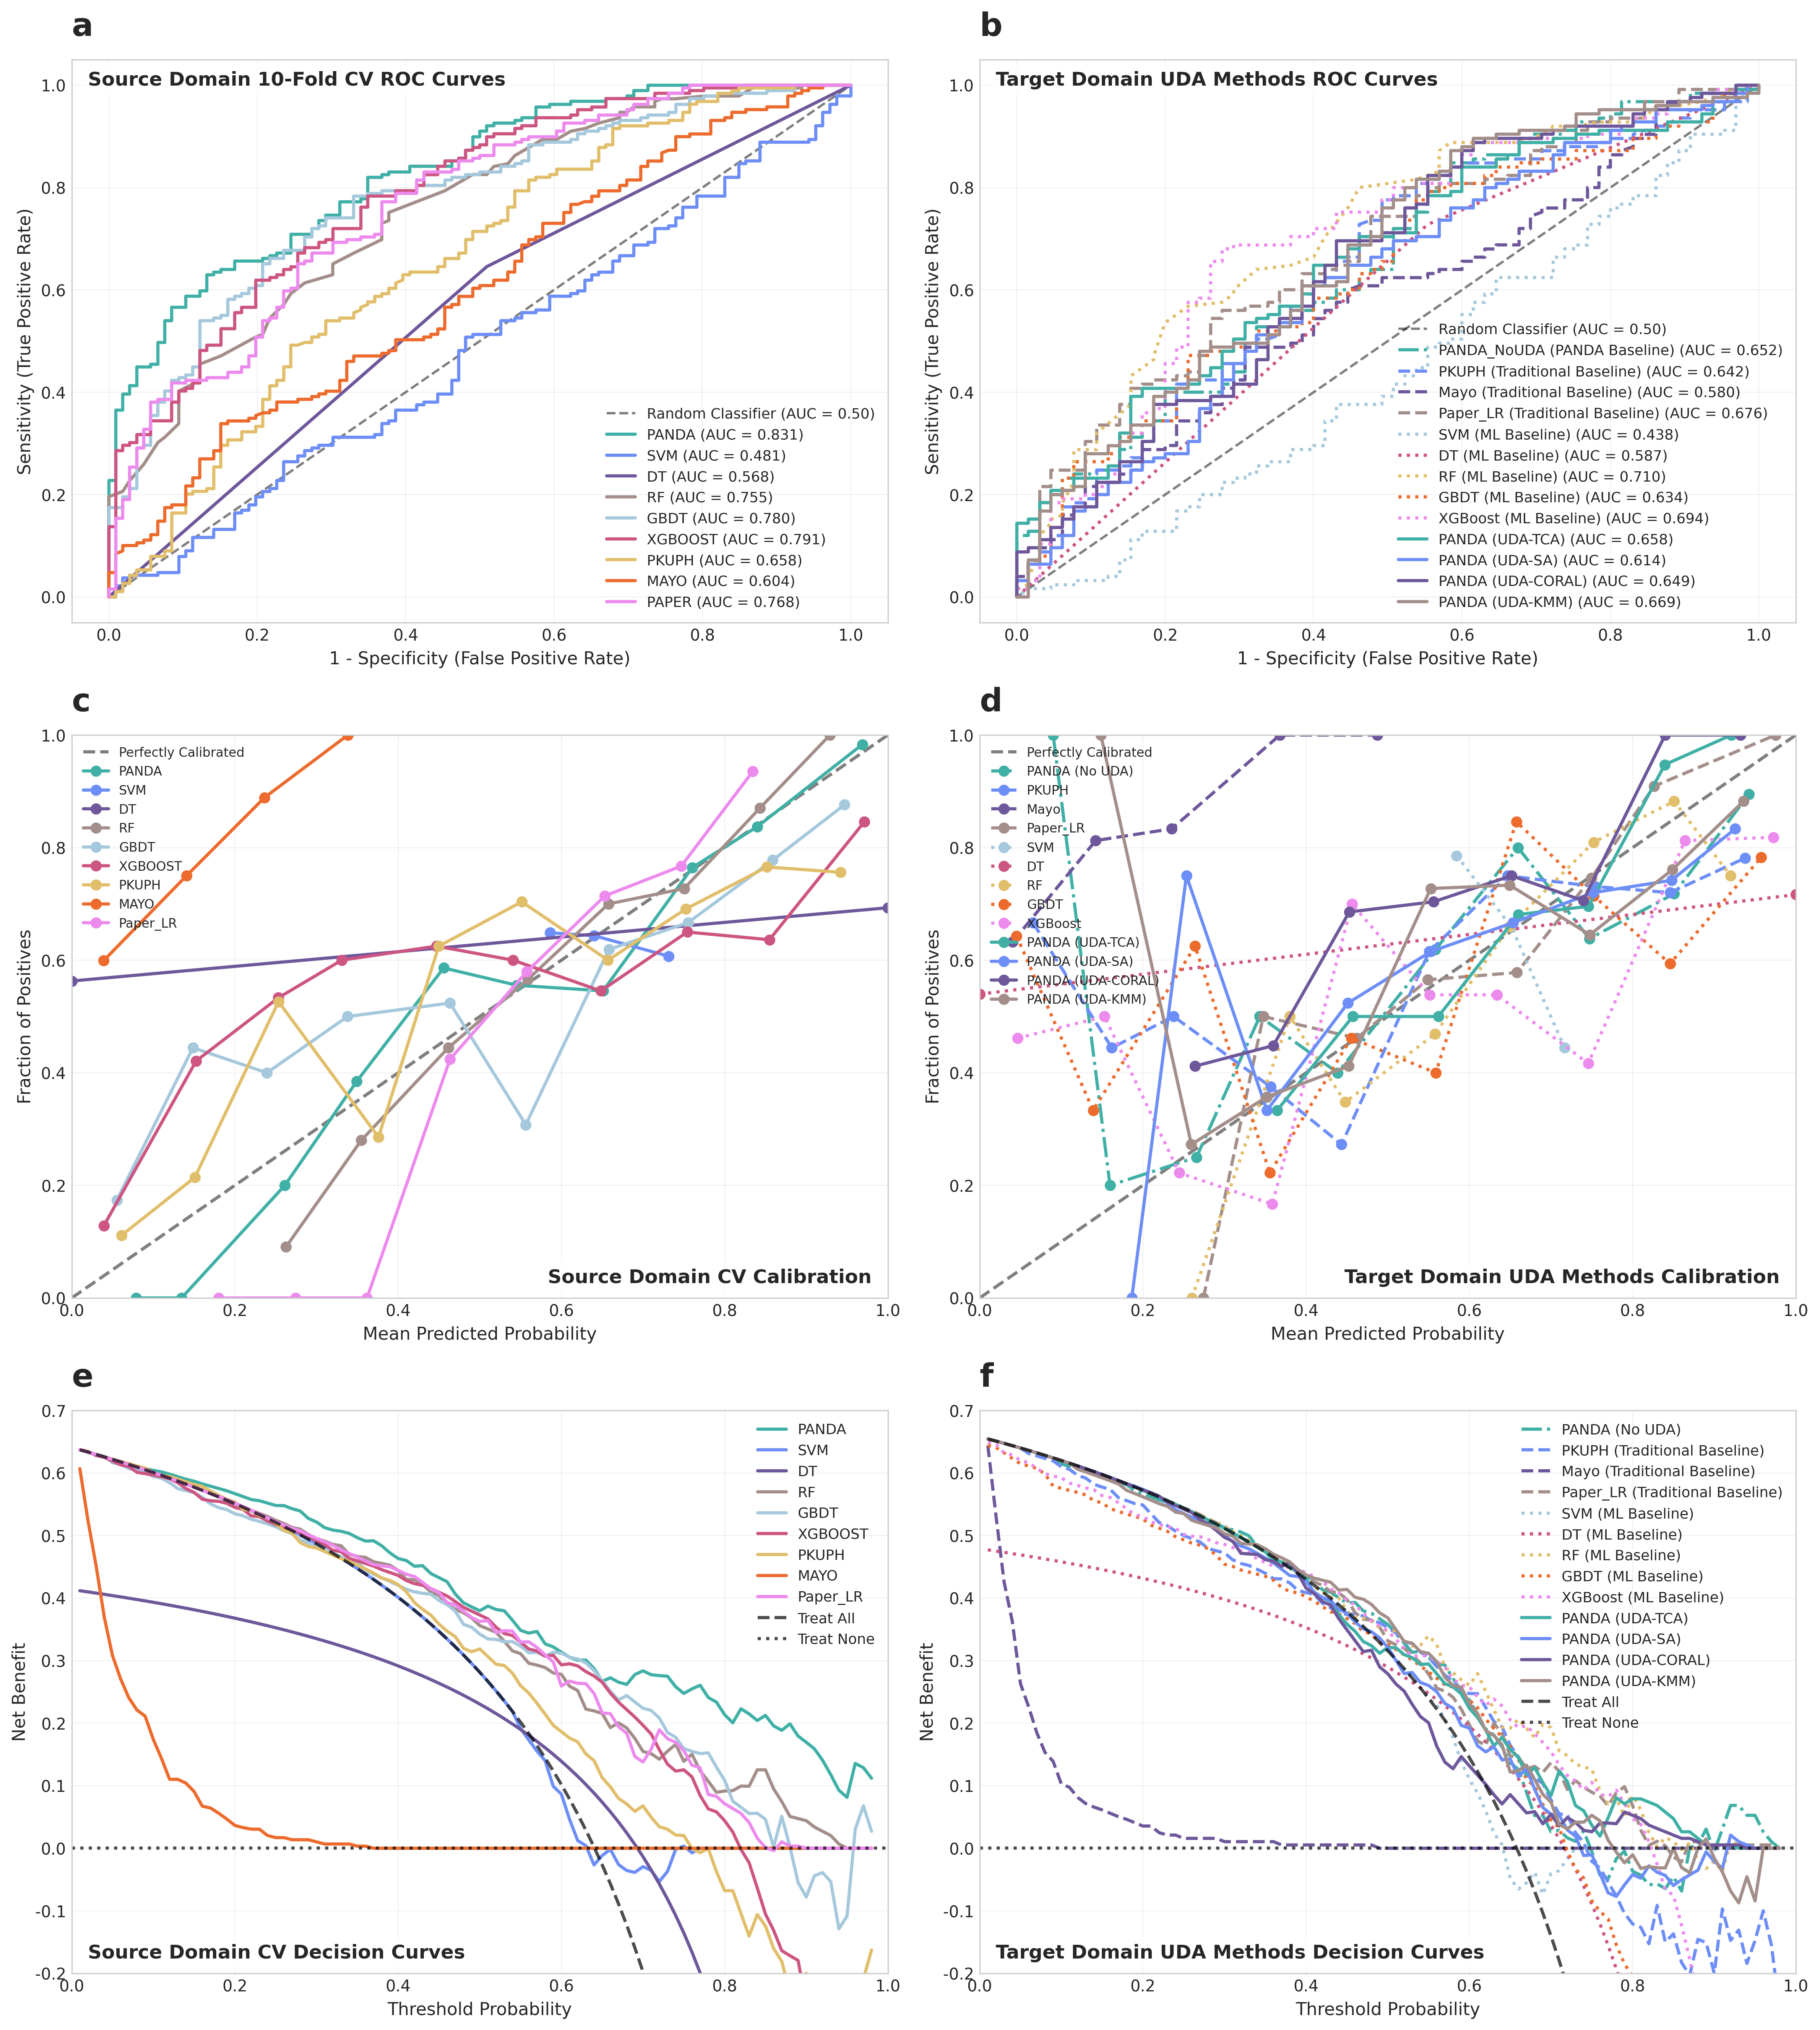 a
Source Domain 10-Fold CV ROC Curves
Sensitivity (True Positive Rate)
1.0
0.8
0.6
0.4
0.2
0.0
Random Classifier (AUC = 0.50)
PANDA (AUC = 0.831)
SVM (AUC = 0.481)
DT (AUC = 0.568)
RF (AUC = 0.755)
GBDT (AUC = 0.780)
XGBOOST (AUC = 0.791)
PKUPH (AUC = 0.658)
MAYO (AUC = 0.604)
PAPER (AUC = 0.768)
0.0 0.2 0.4 0.6 0.8 1.0
1 - Specificity (False Positive Rate)
b
Target Domain UDA Methods ROC Curves
Sensitivity (True Positive Rate)
1.0
0.8
0.6
0.4
0.2
0.0
Random Classifier (AUC = 0.50)
PANDA_NoUDA (PANDA Baseline) (AUC = 0.652)
PKUPH (Traditional Baseline) (AUC = 0.642)
Mayo (Traditional Baseline) (AUC = 0.580)
Paper_LR (Traditional Baseline) (AUC = 0.676)
SVM (ML Baseline) (AUC = 0.438)
DT (ML Baseline) (AUC = 0.587)
RF (ML Baseline) (AUC = 0.710)
GBDT (ML Baseline) (AUC = 0.634)
XGBoost (ML Baseline) (AUC = 0.694)
PANDA (UDA-TCA) (AUC = 0.658)
PANDA (UDA-SA) (AUC = 0.614)
PANDA (UDA-CORAL) (AUC = 0.649)
PANDA (UDA-KMM) (AUC = 0.669)
0.0 0.2 0.4 0.6 0.8 1.0
1 - Specificity (False Positive Rate)
c
Fraction of Positives
1.0
0.8
0.6
0.4
0.2
0.0
Perfectly Calibrated
PANDA
SVM
DT
RF
GBDT
XGBOOST
PKUPH
MAYO
Paper_LR
Source Domain CV Calibration
0.0 0.2 0.4 0.6 0.8 1.0
Mean Predicted Probability
d
Fraction of Positives
1.0
0.8
0.6
0.4
0.2
0.0
Perfectly Calibrated
PANDA (No UDA)
PKUPH
Mayo
Paper_LR
SVM
DT
RF
GBDT
XGBoost
PANDA (UDA-TCA)
PANDA (UDA-SA)
PANDA (UDA-CORAL)
PANDA (UDA-KMM)
Target Domain UDA Methods Calibration
0.0 0.2 0.4 0.6 0.8 1.0
Mean Predicted Probability
e
Net Benefit
0.7
0.6
0.5
0.4
0.3
0.2
0.1
0.0
-0.1
-0.2
PANDA
SVM
DT
RF
GBDT
XGBOOST
PKUPH
MAYO
Paper_LR
Treat All
Treat None
Source Domain CV Decision Curves
0.0 0.2 0.4 0.6 0.8 1.0
Threshold Probability
f
Net Benefit
0.7
0.6
0.5
0.4
0.3
0.2
0.1
0.0
-0.1
-0.2
PANDA (No UDA)
PKUPH (Traditional Baseline)
Mayo (Traditional Baseline)
Paper_LR (Traditional Baseline)
SVM (ML Baseline)
DT (ML Baseline)
RF (ML Baseline)
GBDT (ML Baseline)
XGBoost (ML Baseline)
PANDA (UDA-TCA)
PANDA (UDA-SA)
PANDA (UDA-CORAL)
PANDA (UDA-KMM)
Treat All
Treat None
Target Domain UDA Methods Decision Curves
0.0 0.2 0.4 0.6 0.8 1.0
Threshold Probability